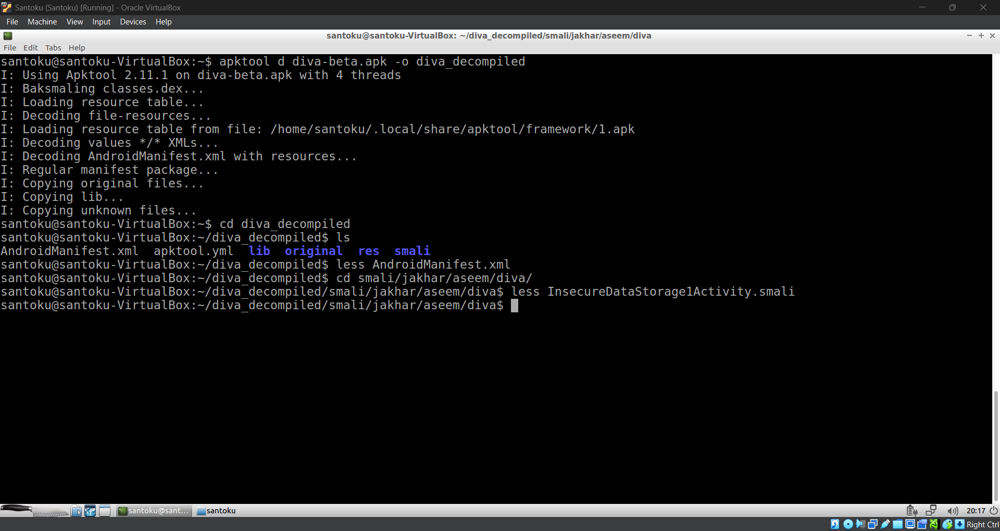 Santoku (Santoku) [Running] - Oracle VirtualBox
File Machine View Input Devices Help
santoku@santoku-VirtualBox: ~/diva_decompiled/smali/jakhar/aseem/diva
File Edit Tabs Help
santoku@santoku-VirtualBox:~$ apktool d diva-beta.apk -o diva_decompiled
I: Using Apktool 2.11.1 on diva-beta.apk with 4 threads
I: Baksmaling classes.dex...
I: Loading resource table...
I: Decoding file-resources...
I: Loading resource table from file: /home/santoku/.local/share/apktool/framework/1.apk
I: Decoding values */* XMLs...
I: Decoding AndroidManifest.xml with resources...
I: Regular manifest package...
I: Copying original files...
I: Copying lib...
I: Copying unknown files...
santoku@santoku-VirtualBox:~$ cd diva_decompiled
santoku@santoku-VirtualBox:~/diva_decompiled$ ls
AndroidManifest.xml  apktool.yml  lib  original  res  smali
santoku@santoku-VirtualBox:~/diva_decompiled$ less AndroidManifest.xml
santoku@santoku-VirtualBox:~/diva_decompiled$ cd smali/jakhar/aseem/diva/
santoku@santoku-VirtualBox:~/diva_decompiled/smali/jakhar/aseem/diva$ less InsecureDataStorage1Activity.smali
santoku@santoku-VirtualBox:~/diva_decompiled/smali/jakhar/aseem/diva$
santoku@sant... santoku 20:17
Right Ctrl